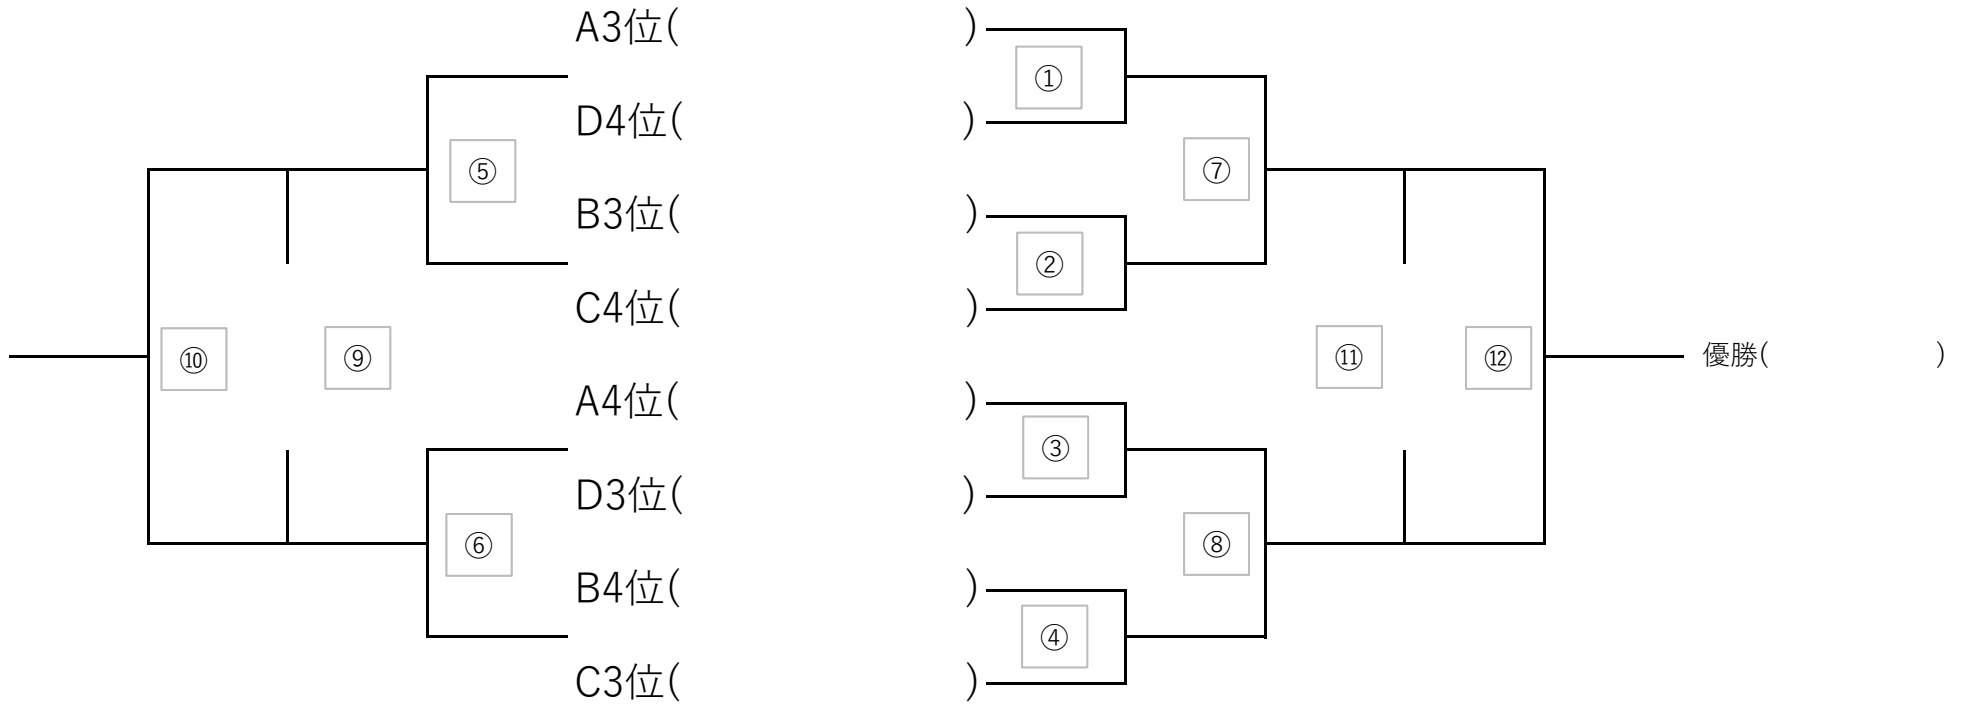 A3位( )
①
D4位( )
⑤
⑦
B3位( )
②
C4位( )
⑩
⑨
⑪
⑫
優勝( )
A4位( )
③
D3位( )
⑥
⑧
B4位( )
④
C3位( )